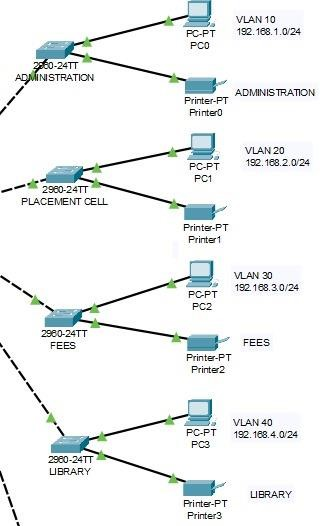 PC-PT
PC0
VLAN 10
192.168.1.0/24
2960-24TT
ADMINISTRATION
Printer-PT
Printer0
ADMINISTRATION
PC-PT
PC1
VLAN 20
192.168.2.0/24
2960-24TT
PLACEMENT CELL
Printer-PT
Printer1
PC-PT
PC2
VLAN 30
192.168.3.0/24
2960-24TT
FEES
Printer-PT
Printer2
FEES
PC-PT
PC3
VLAN 40
192.168.4.0/24
2960-24TT
LIBRARY
Printer-PT
Printer3
LIBRARY